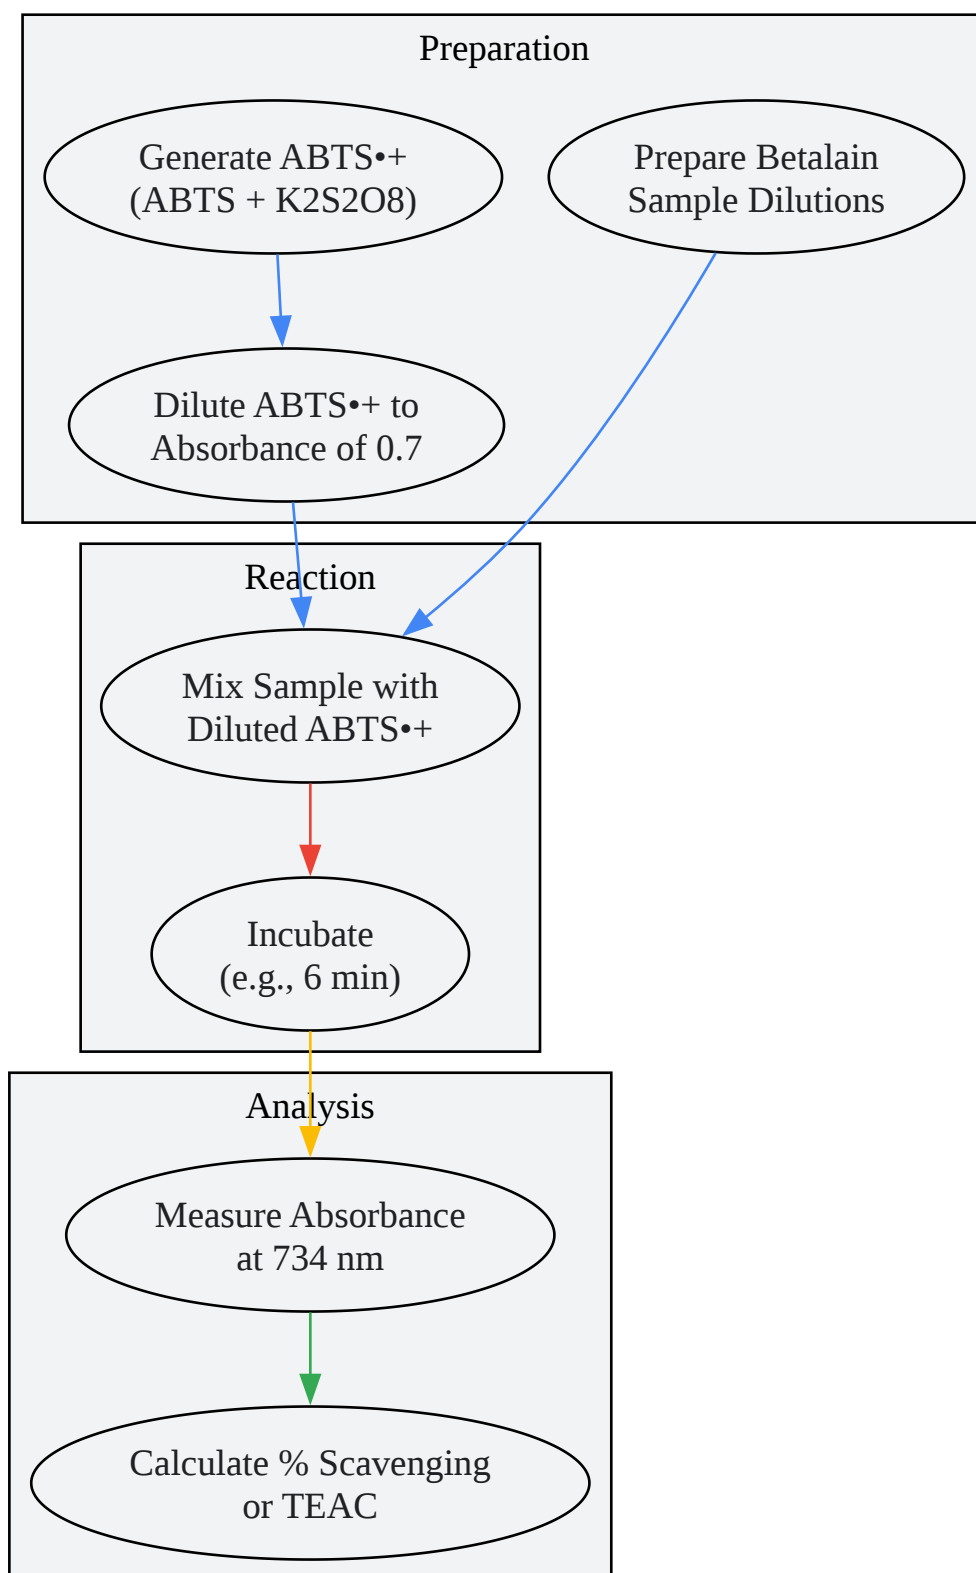 Preparation
Generate ABTS•+
(ABTS + K2S2O8)
Prepare Betalain
Sample Dilutions
Dilute ABTS•+ to
Absorbance of 0.7
Reaction
Mix Sample with
Diluted ABTS•+
Incubate
(e.g., 6 min)
Analysis
Measure Absorbance
at 734 nm
Calculate % Scavenging
or TEAC